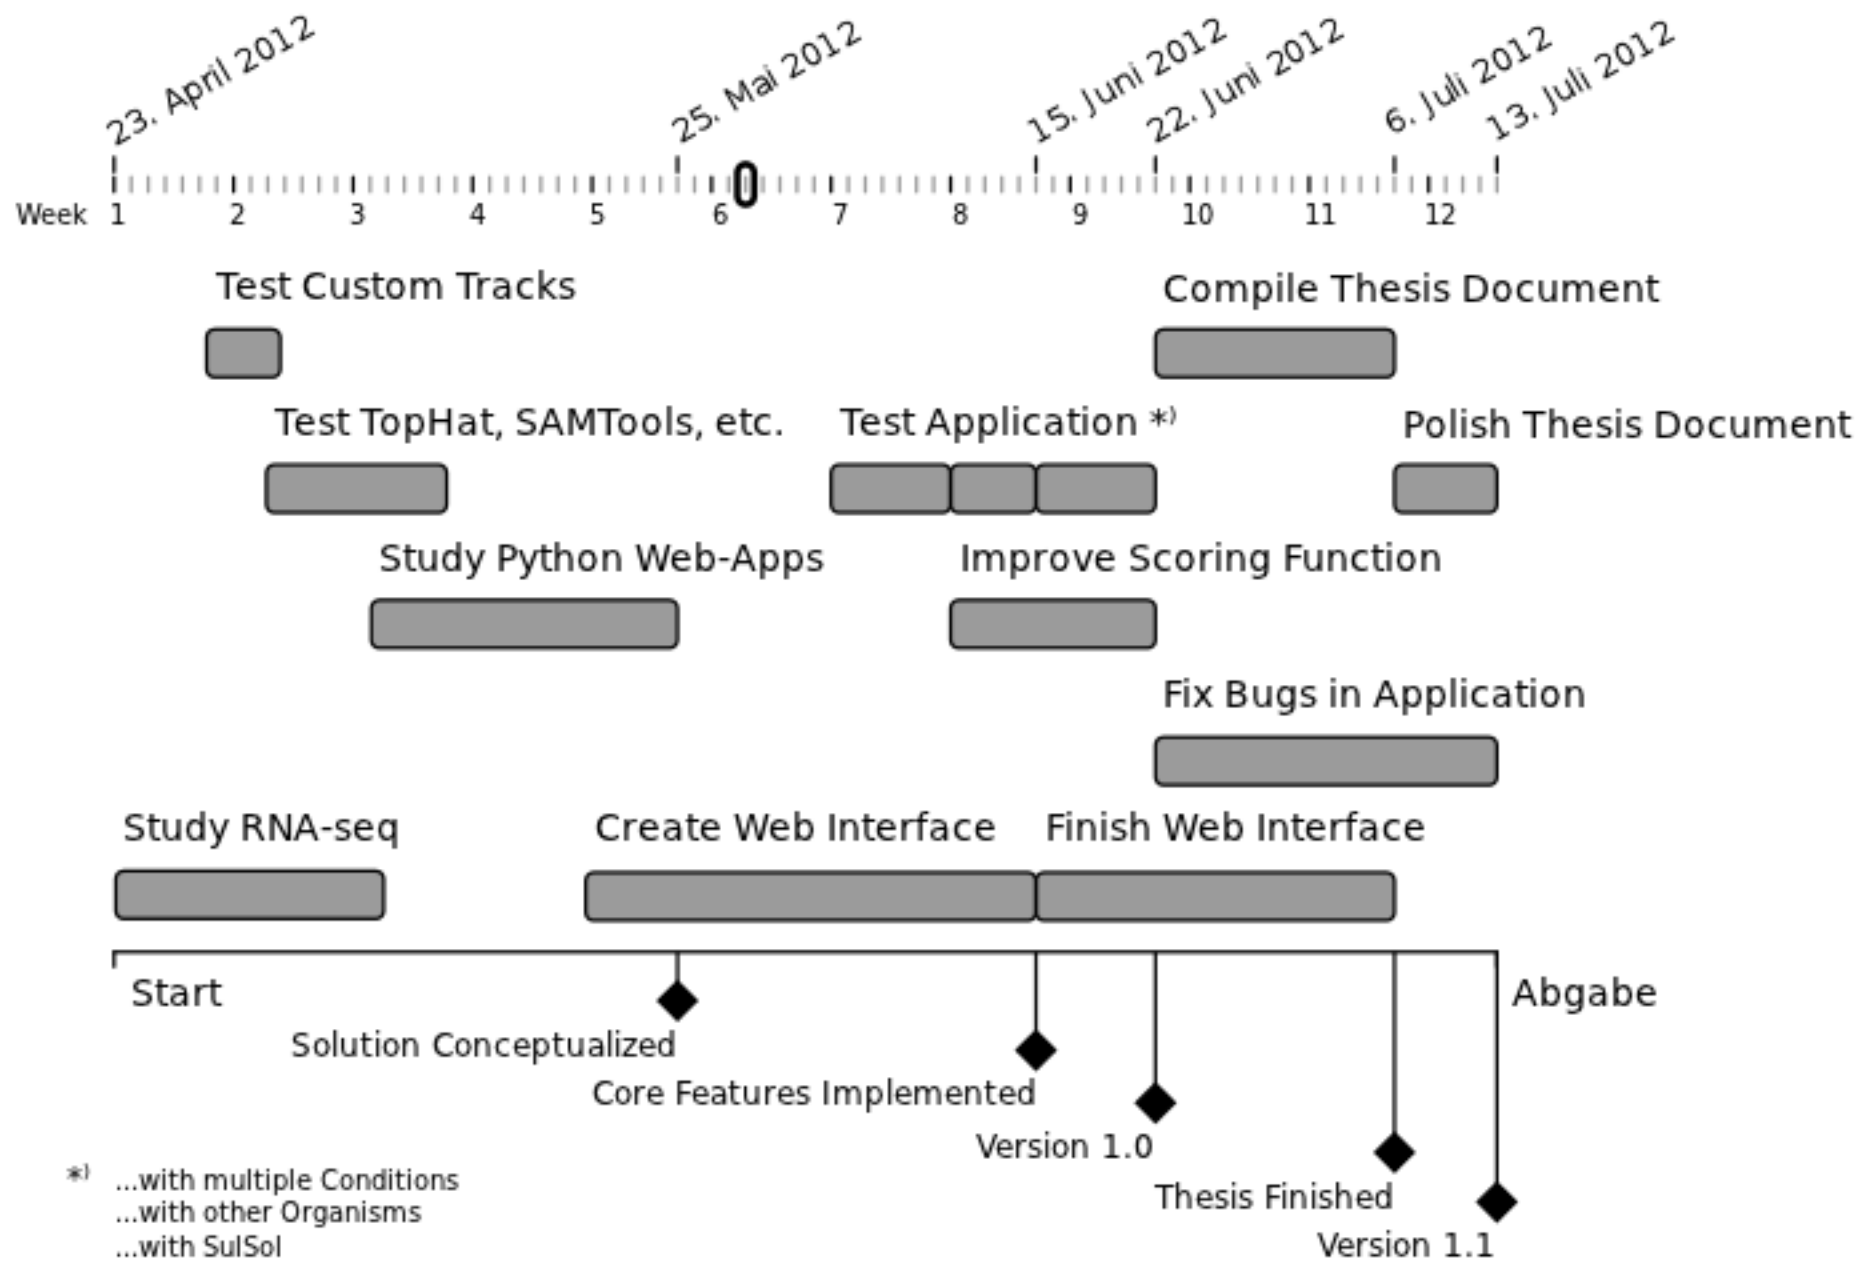 23. April 2012
25. Mai 2012
15. Juni 2012
22. Juni 2012
6. Juli 2012
13. Juli 2012
Week 1 2 3 4 5 6 7 8 9 10 11 12
Test Custom Tracks
Compile Thesis Document
Test TopHat, SAMTools, etc.
Test Application *)
Polish Thesis Document
Study Python Web-Apps
Improve Scoring Function
Fix Bugs in Application
Study RNA-seq
Create Web Interface
Finish Web Interface
Start
Abgabe
Solution Conceptualized
Core Features Implemented
Version 1.0
Thesis Finished
Version 1.1
*) ...with multiple Conditions
...with other Organisms
...with SulSol